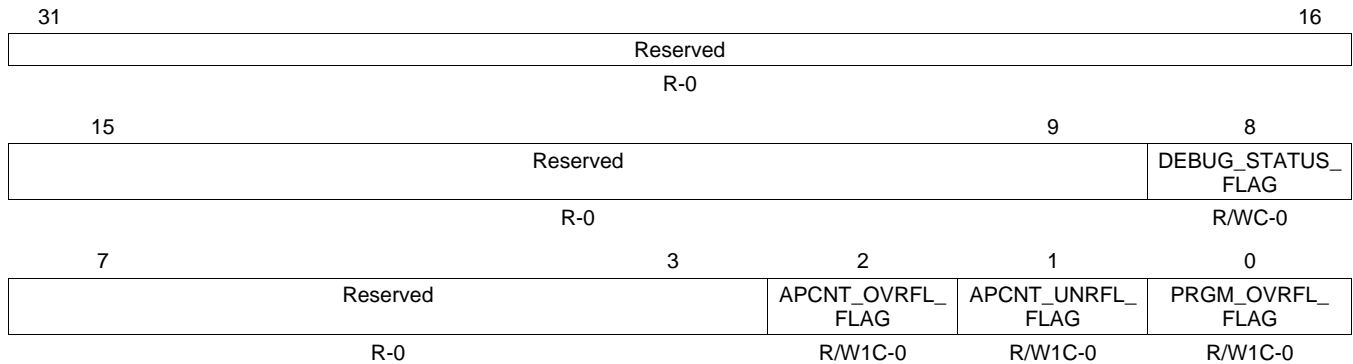 31 16
Reserved
R-0
15 9 8
Reserved DEBUG_STATUS_
FLAG
R-0 R/WC-0
7 3 2 1 0
Reserved APCNT_OVRFL_ APCNT_UNRFL_ PRGM_OVRFL_
FLAG FLAG FLAG
R-0 R/W1C-0 R/W1C-0 R/W1C-0